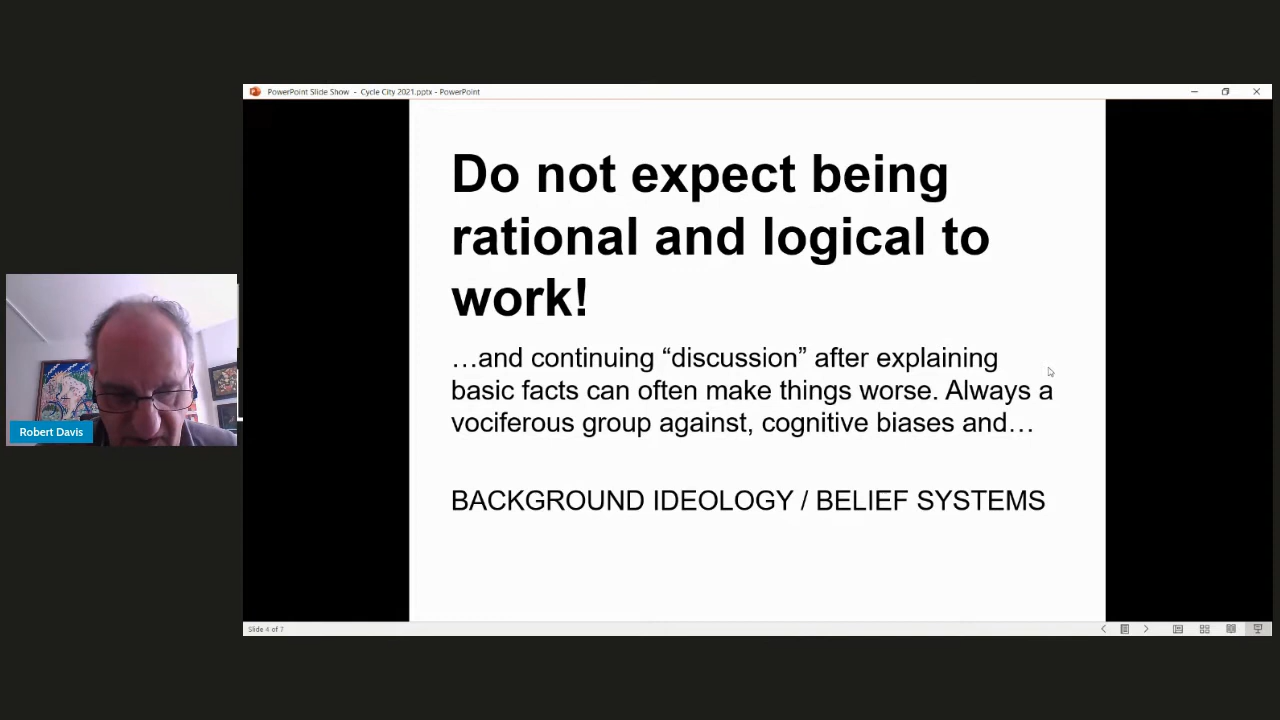 PowerPoint Slide Show - Cycle City 2021.pptx - PowerPoint
Do not expect being
rational and logical to
work!
…and continuing “discussion” after explaining
basic facts can often make things worse. Always a
vociferous group against, cognitive biases and…
BACKGROUND IDEOLOGY / BELIEF SYSTEMS
Robert Davis
Slide 4 of 7